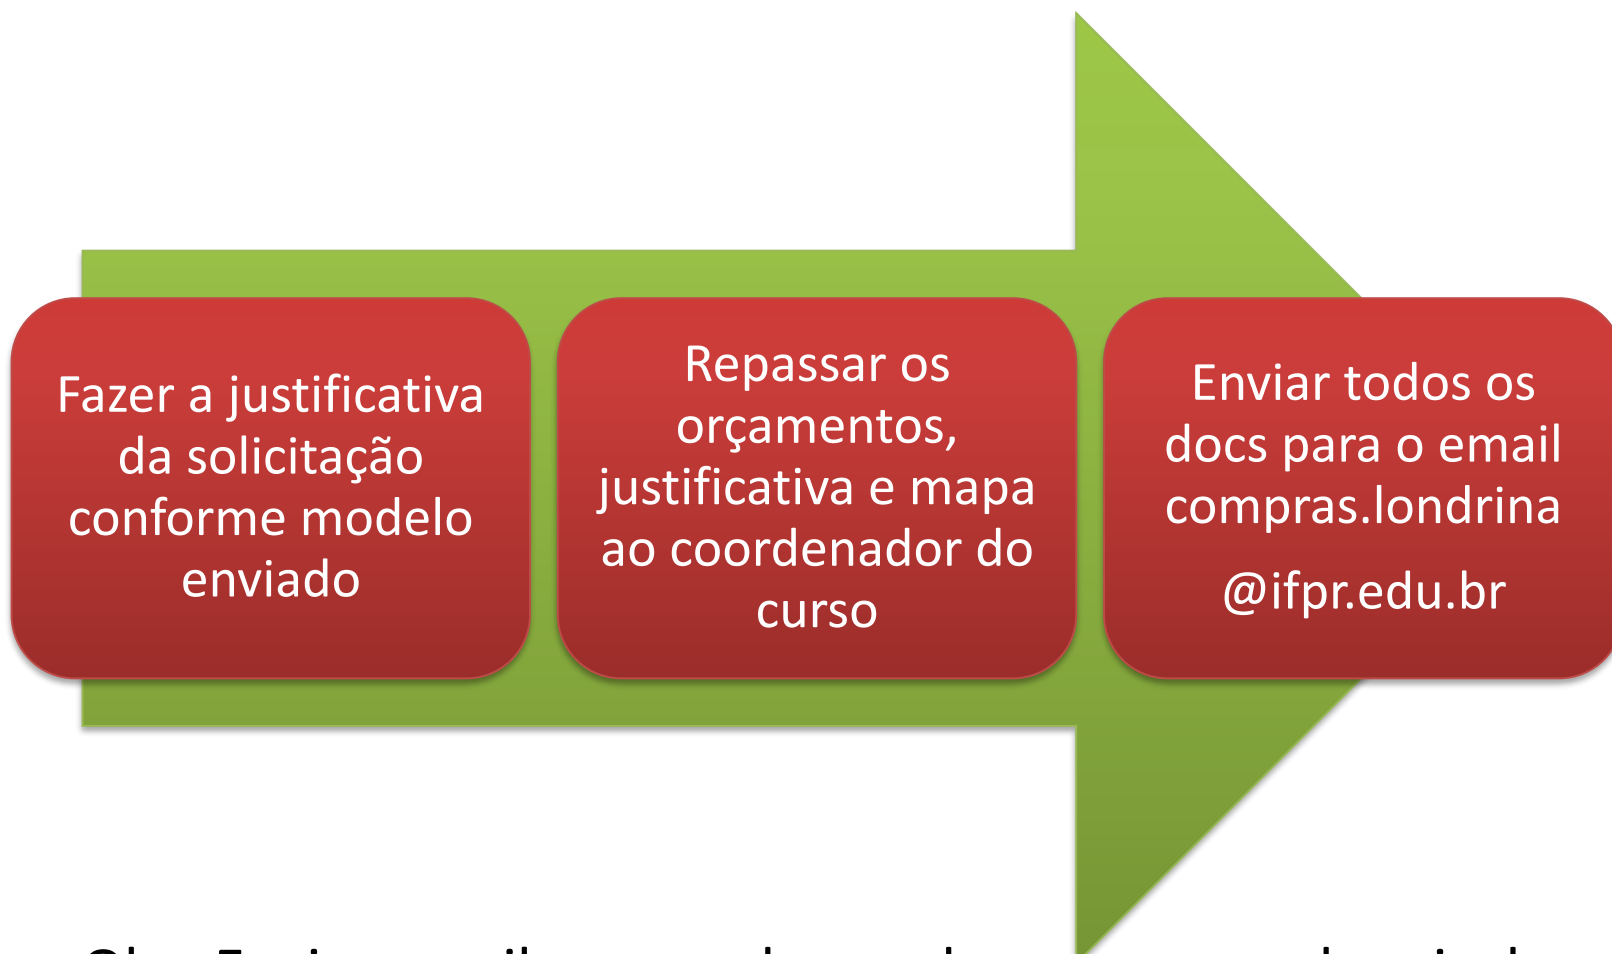 Fazer a justificativa
da solicitação
conforme modelo
enviado
Repassar os
orçamentos,
justificativa e mapa
ao coordenador do
curso
Enviar todos os
docs para o email
compras.londrina
@ifpr.edu.br